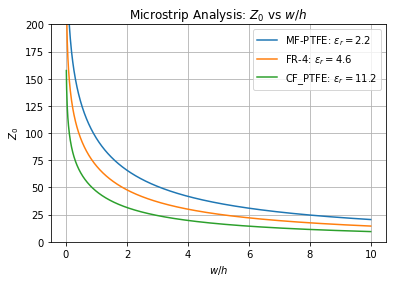 Microstrip Analysis: Z₀ vs w/h
200
175
150
125
100
75
50
25
0
Z₀
MF-PTFE: εᵣ = 2.2
FR-4: εᵣ = 4.6
CF_PTFE: εᵣ = 11.2
0 2 4 6 8 10
w/h